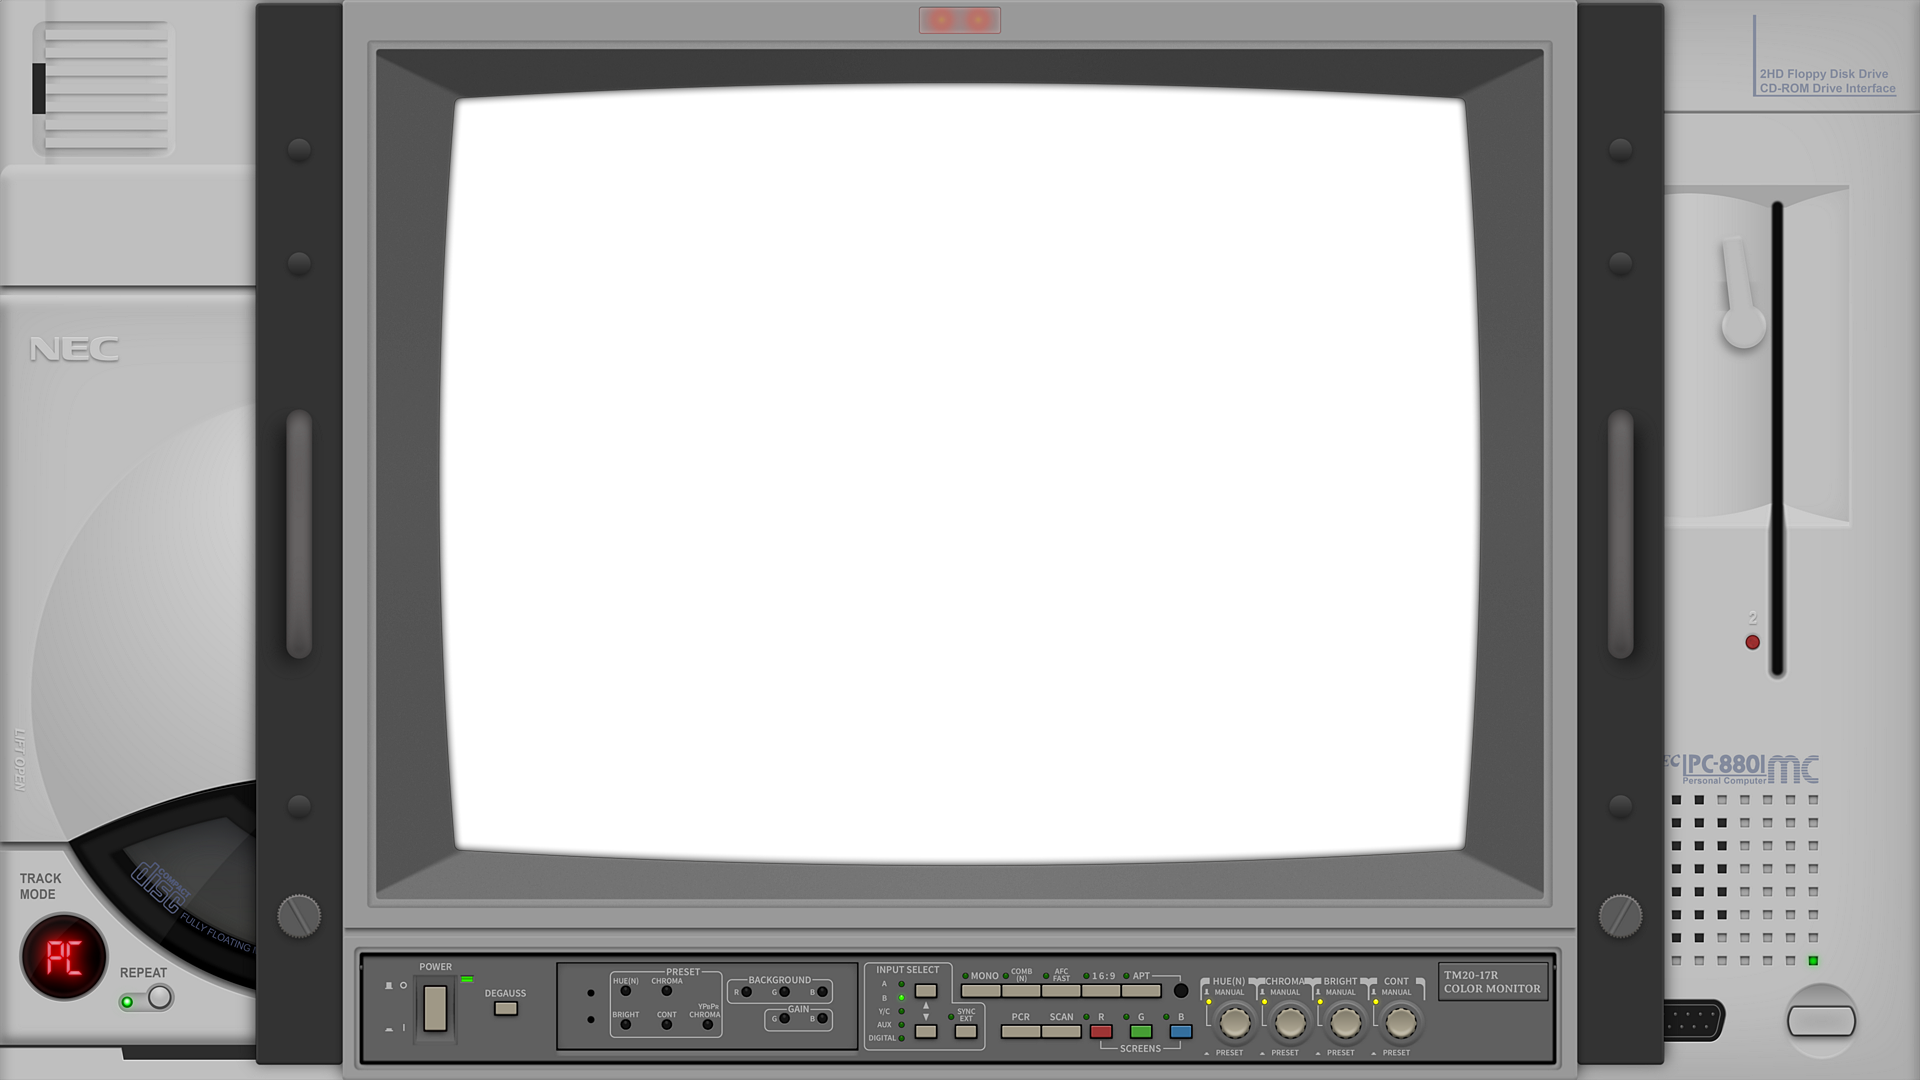 2HD Floppy Disk Drive
CD-ROM Drive Interface
NEC
LIFT OPEN
2
PC-8801 mc
Personal Computer
COMPACT
disc
FULLY FLOATING
TRACK
MODE
PC
REPEAT
POWER
DEGAUSS
PRESET
HUE(N)
CHROMA
BRIGHT
CONT
YPBPR
CHROMA
BACKGROUND
R
G
B
GAIN
G
B
INPUT SELECT
A
B
Y/C
AUX
DIGITAL
SYNC
EXT
MONO
COMB
(N)
AFC
FAST
16:9
APT
PCR
SCAN
R
G
B
SCREENS
HUE(N)
CHROMA
BRIGHT
CONT
MANUAL
MANUAL
MANUAL
MANUAL
PRESET
PRESET
PRESET
PRESET
TM20-17R
COLOR MONITOR